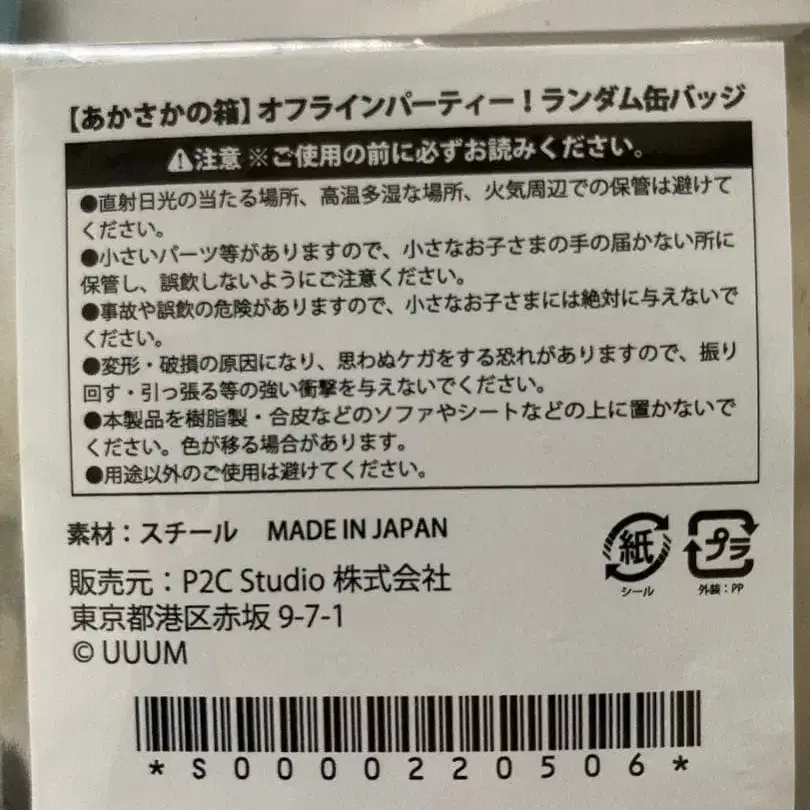 【あかさかの箱】オフラインパーティー！ランダム缶バッジ
注意 ※ご使用の前に必ずお読みください。
●直射日光の当たる場所、高温多湿な場所、火気周辺での保管は避けて
ください。
●小さいパーツ等がありますので、小さなお子さまの手の届かない所に
保管し、誤飲しないようにご注意ください。
●事故や誤飲の危険がありますので、小さなお子さまには絶対に与えないで
ください。
●変形・破損の原因になり、思わぬケガをする恐れがありますので、振り
回す・引っ張る等の強い衝撃を与えないでください。
●本製品を樹脂製・合皮などのソファやシートなどの上に置かないで
ください。色が移る場合があります。
●用途以外のご使用は避けてください。
素材：スチール MADE IN JAPAN
紙 プラ
シール 外装：PP
販売元：P2C Studio 株式会社
東京都港区赤坂 9-7-1
© UUUM
*S0000220506*